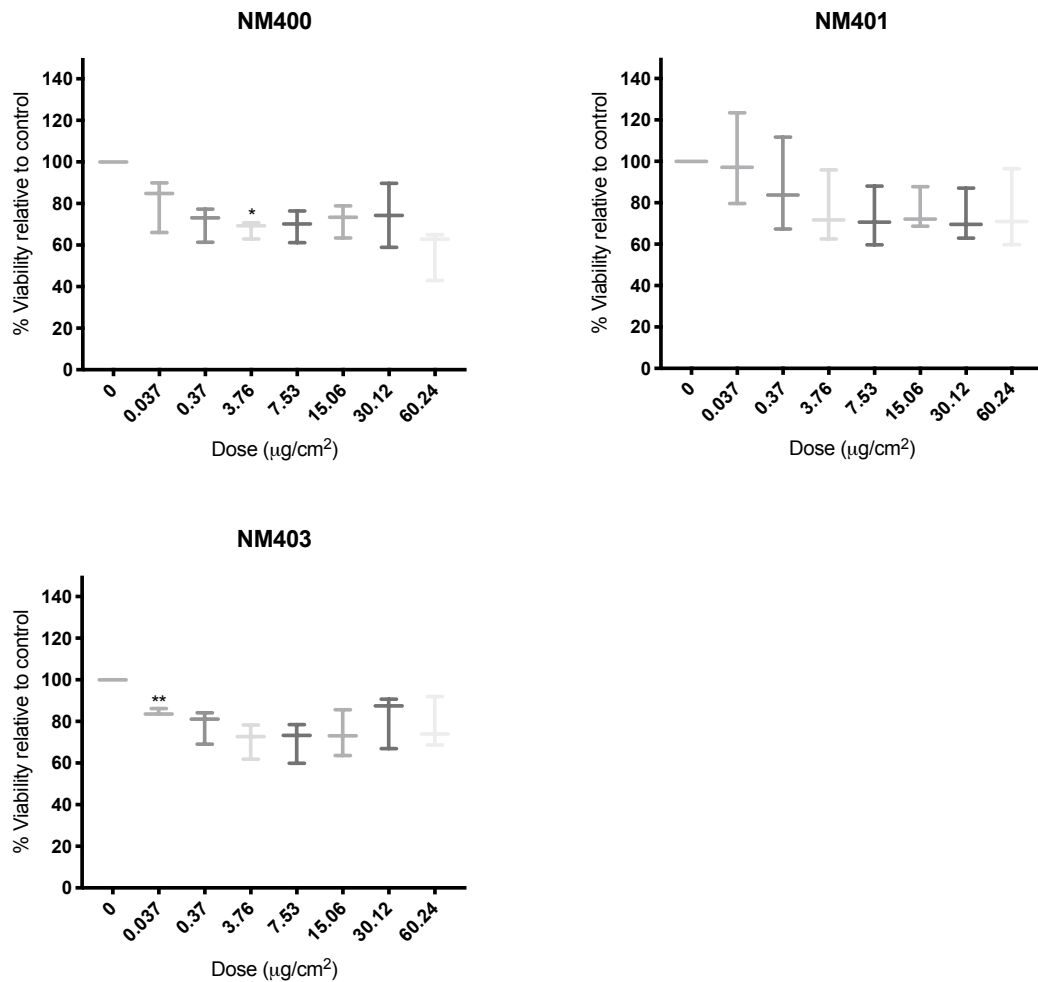 NM400
% Viability relative to control
140
120
100
80
60
40
20
0
*
0 0.037 0.37 3.76 7.53 15.06 30.12 60.24
Dose (μg/cm²)
NM401
% Viability relative to control
140
120
100
80
60
40
20
0
0 0.037 0.37 3.76 7.53 15.06 30.12 60.24
Dose (μg/cm²)
NM403
% Viability relative to control
140
120
100
80
60
40
20
0
**
0 0.037 0.37 3.76 7.53 15.06 30.12 60.24
Dose (μg/cm²)